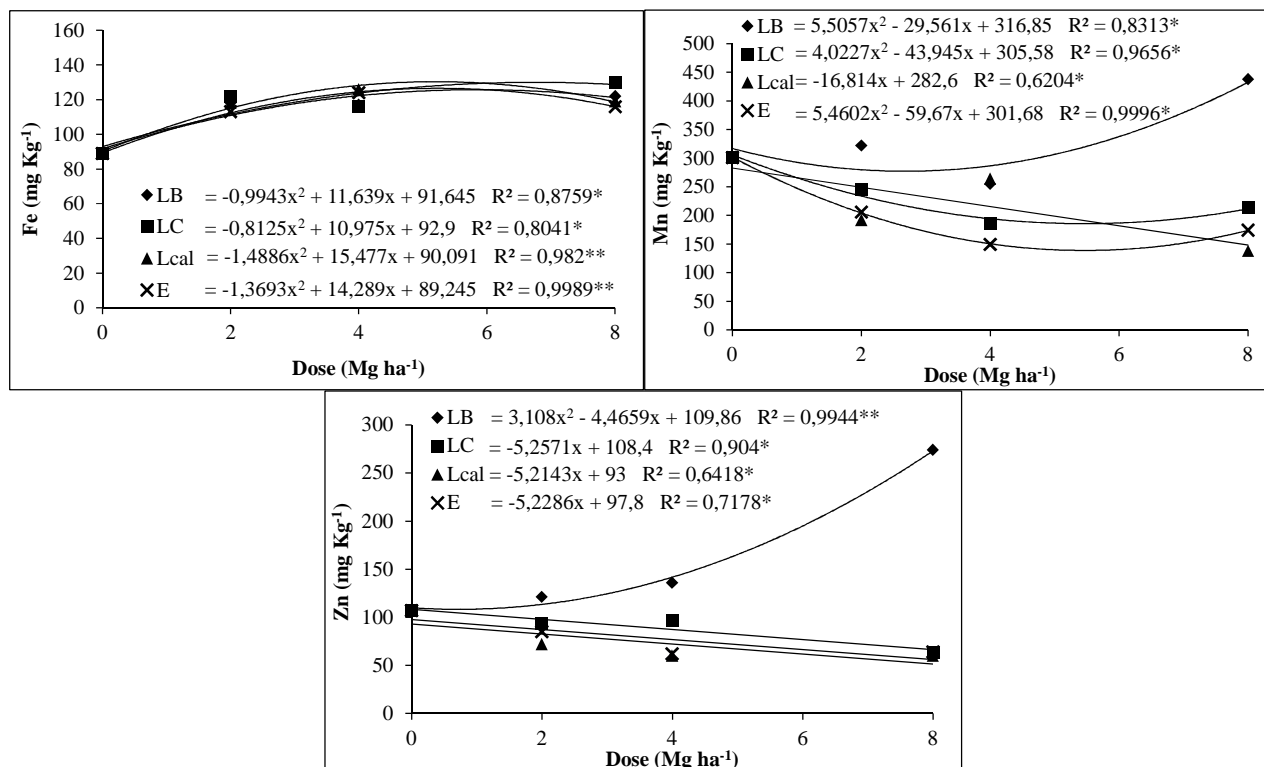 160
140
120
100
80
60
40
20
0
Fe (mg Kg-1)
LB = -0,9943x2 + 11,639x + 91,645 R² = 0,8759*
LC = -0,8125x2 + 10,975x + 92,9 R² = 0,8041*
Lcal = -1,4886x2 + 15,477x + 90,091 R² = 0,982**
E = -1,3693x2 + 14,289x + 89,245 R² = 0,9989**
0 2 4 6 8
Dose (Mg ha-1)
LB = 5,5057x2 - 29,561x + 316,85 R² = 0,8313*
LC = 4,0227x2 - 43,945x + 305,58 R² = 0,9656*
Lcal = -16,814x + 282,6 R² = 0,6204*
E = 5,4602x2 - 59,67x + 301,68 R² = 0,9996*
500
450
400
350
300
250
200
150
100
50
0
Mn (mg Kg-1)
0 2 4 6 8
Dose (Mg ha-1)
LB = 3,108x2 - 4,4659x + 109,86 R² = 0,9944**
LC = -5,2571x + 108,4 R² = 0,904*
Lcal = -5,2143x + 93 R² = 0,6418*
E = -5,2286x + 97,8 R² = 0,7178*
300
250
200
150
100
50
0
Zn (mg Kg-1)
0 2 4 6 8
Dose (Mg ha-1)